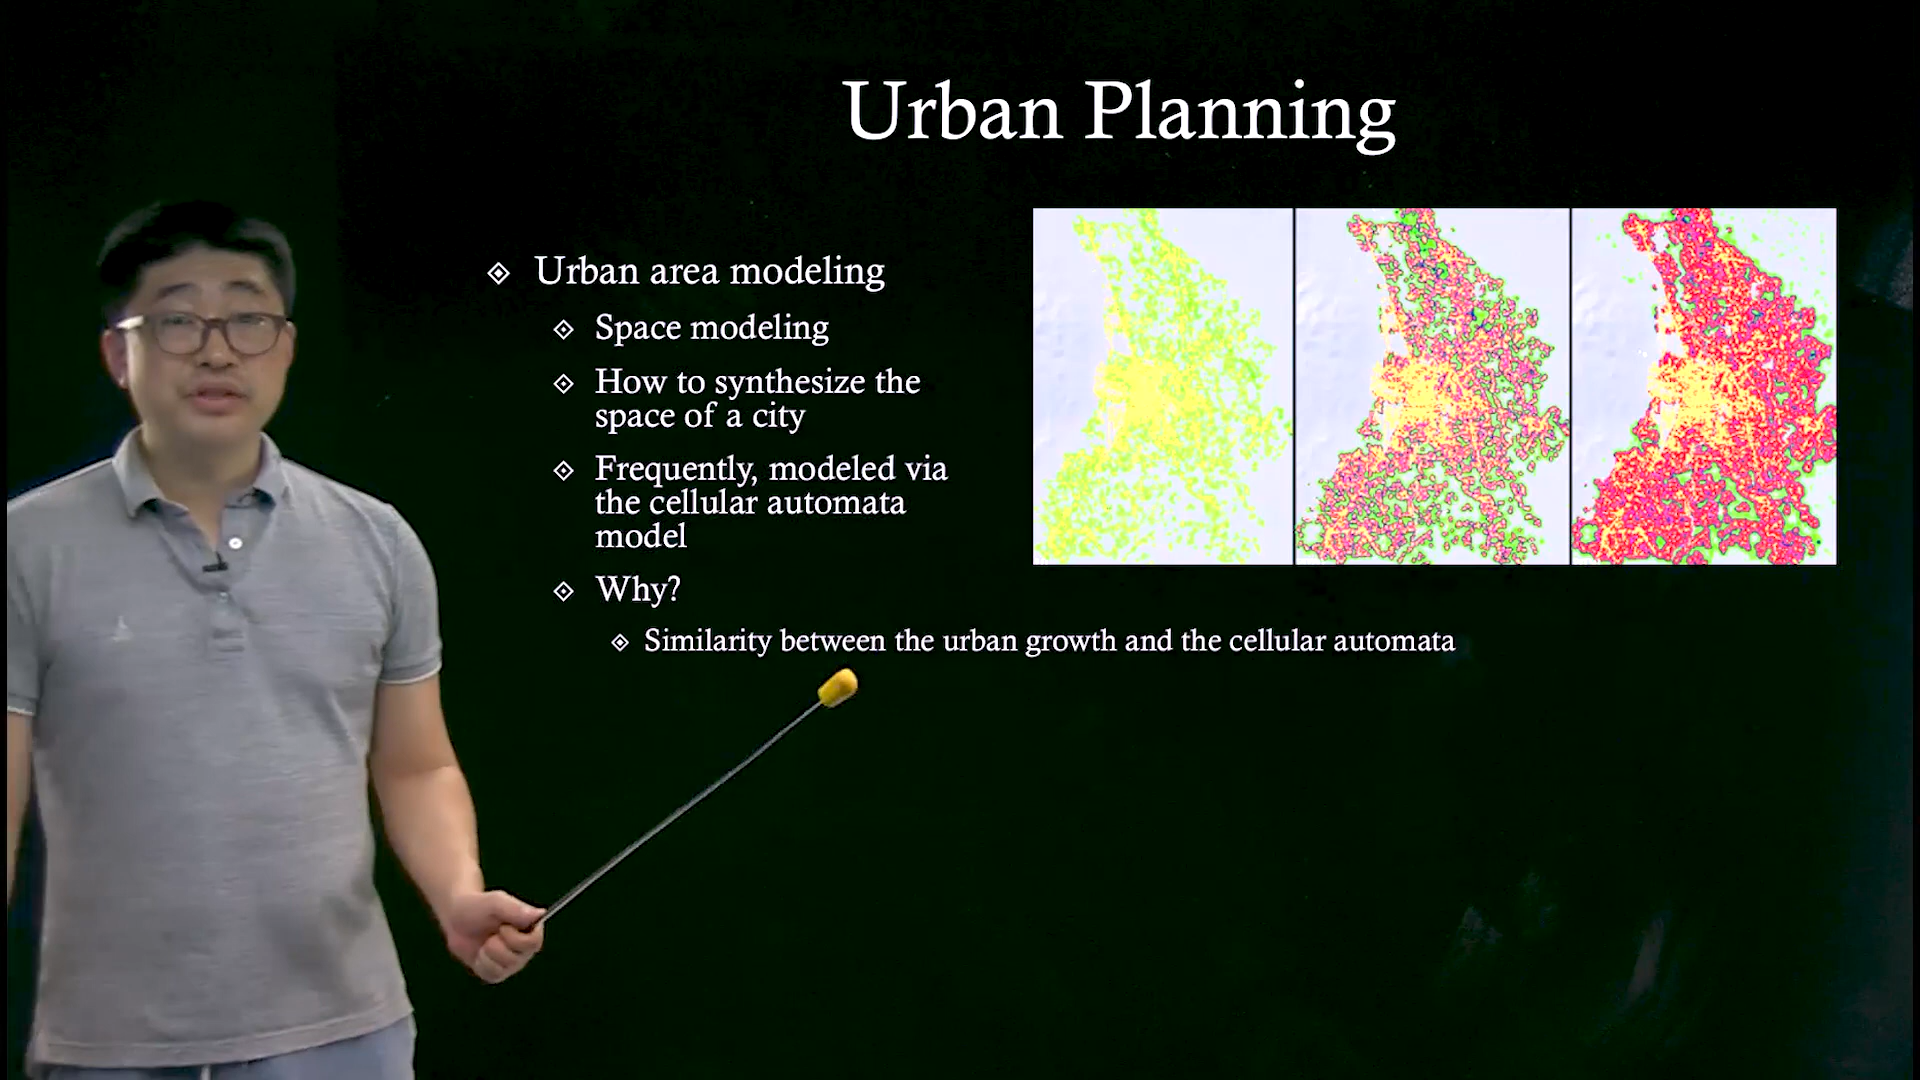 Urban Planning
Urban area modeling
Space modeling
How to synthesize the
space of a city
Frequently, modeled via
the cellular automata
model
Why?
Similarity between the urban growth and the cellular automata